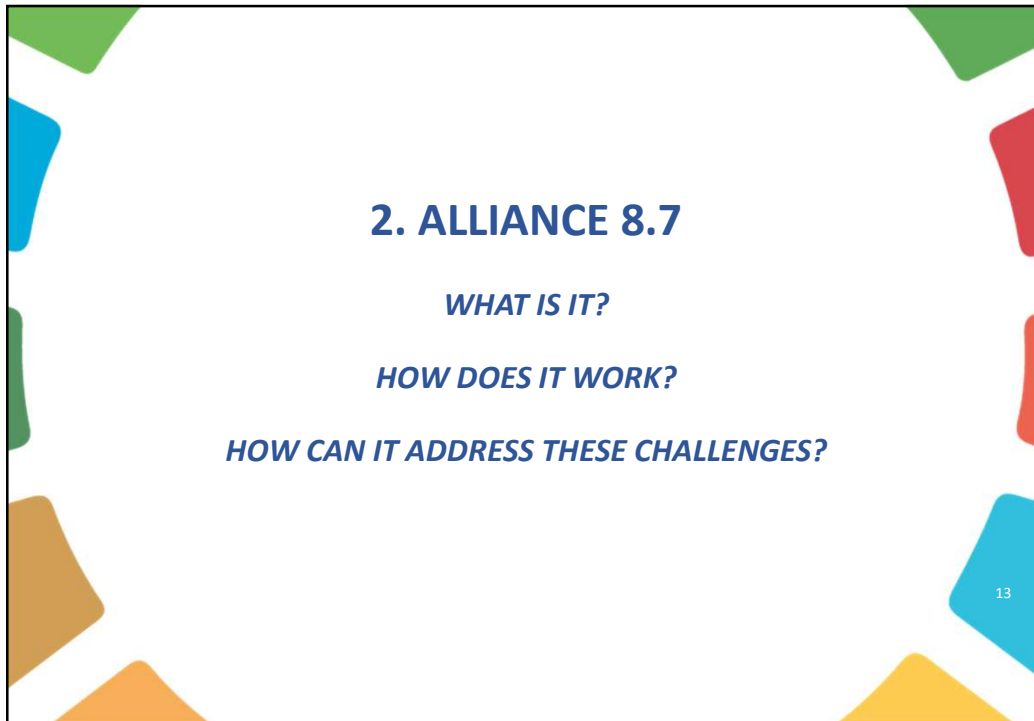 2. ALLIANCE 8.7
WHAT IS IT?
HOW DOES IT WORK?
HOW CAN IT ADDRESS THESE CHALLENGES?
13